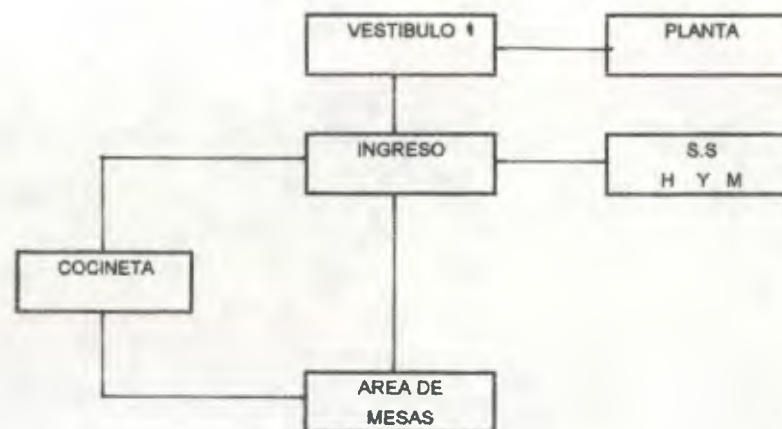 VESTIBULO
PLANTA
INGRESO
S.S
H Y M
COCINETA
AREA DE
MESAS